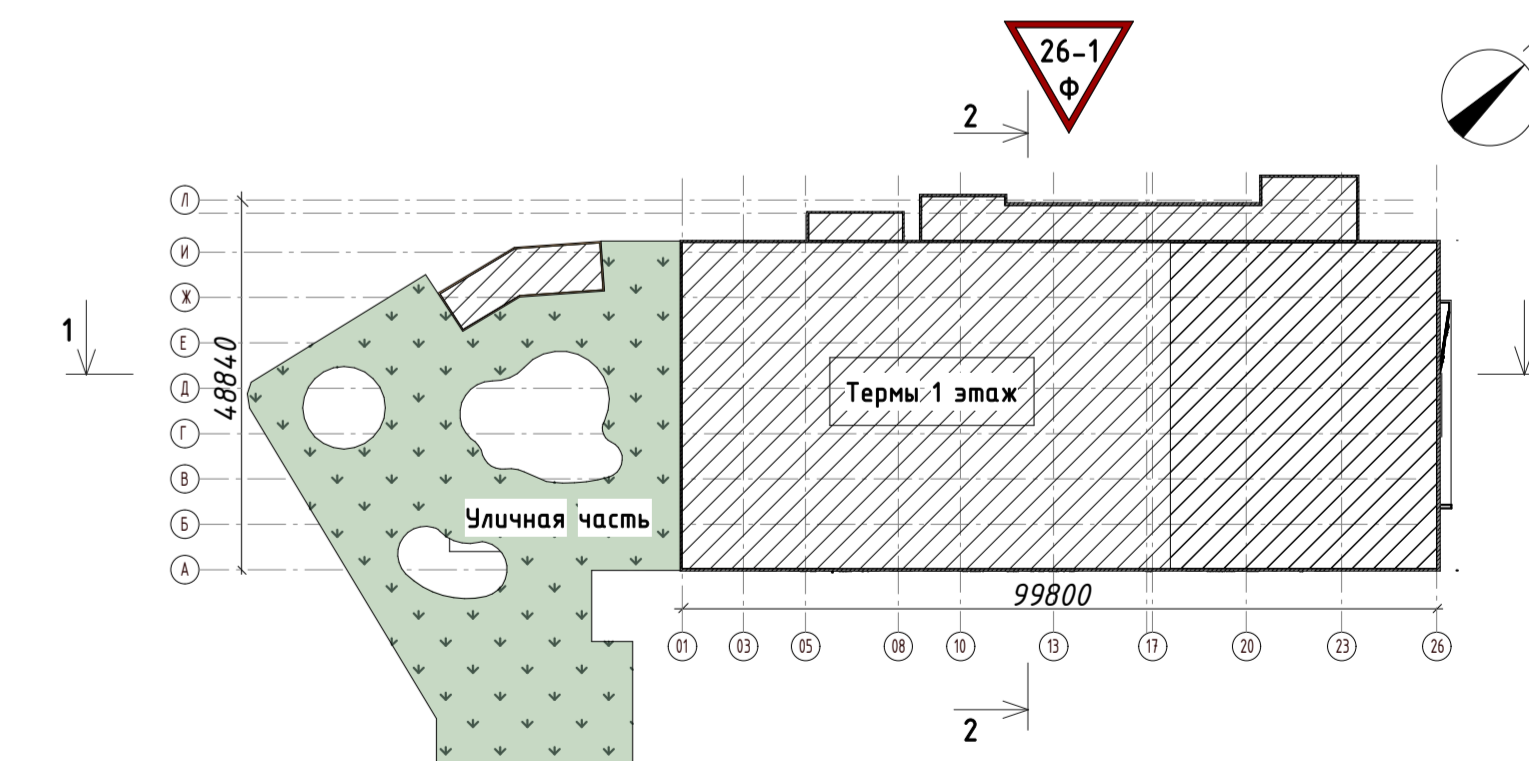 26-1
Ф
2
Л
И
Ж
1
Е
48840
Д
Термы 1 этаж
Г
В
Уличная часть
Б
А
99800
01 03 05 08 10 13 17 20 23 26
2